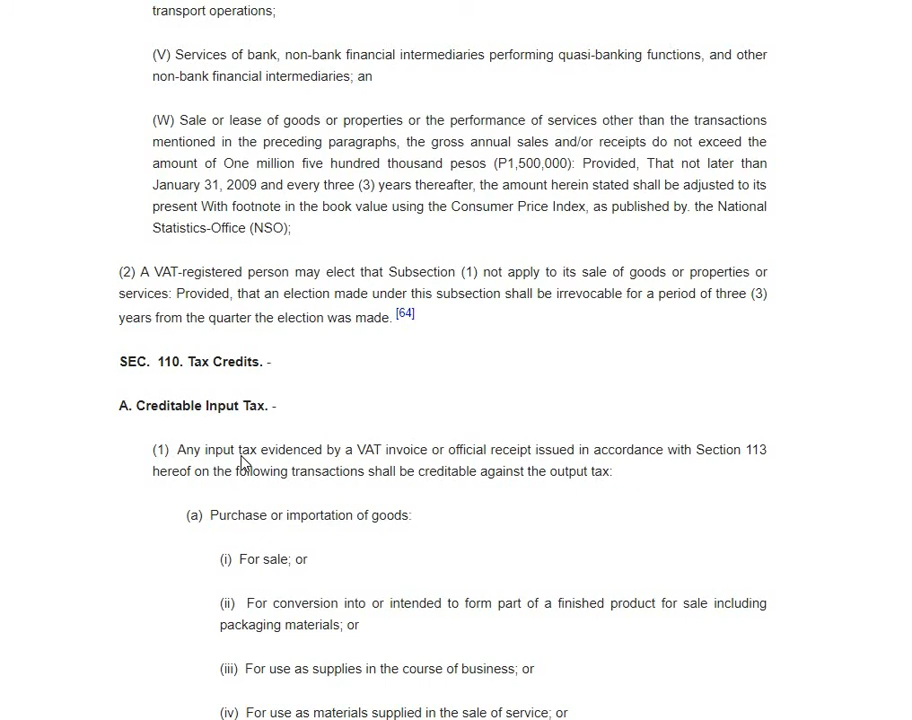 transport operations;
(V) Services of bank, non-bank financial intermediaries performing quasi-banking functions, and other
non-bank financial intermediaries; an
(W) Sale or lease of goods or properties or the performance of services other than the transactions
mentioned in the preceding paragraphs, the gross annual sales and/or receipts do not exceed the
amount of One million five hundred thousand pesos (P1,500,000): Provided, That not later than
January 31, 2009 and every three (3) years thereafter, the amount herein stated shall be adjusted to its
present With footnote in the book value using the Consumer Price Index, as published by. the National
Statistics-Office (NSO);
(2) A VAT-registered person may elect that Subsection (1) not apply to its sale of goods or properties or
services: Provided, that an election made under this subsection shall be irrevocable for a period of three (3)
years from the quarter the election was made. [64]
SEC. 110. Tax Credits. -
A. Creditable Input Tax. -
(1) Any input tax evidenced by a VAT invoice or official receipt issued in accordance with Section 113
hereof on the following transactions shall be creditable against the output tax:
(a) Purchase or importation of goods:
(i) For sale; or
(ii) For conversion into or intended to form part of a finished product for sale including
packaging materials; or
(iii) For use as supplies in the course of business; or
(iv) For use as materials supplied in the sale of service; or